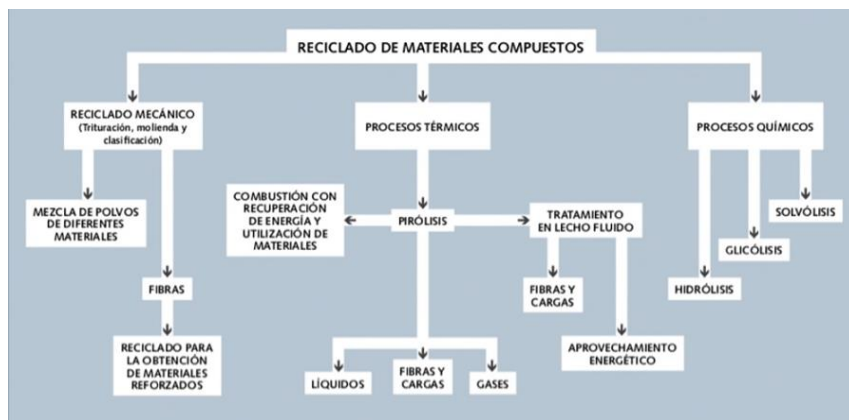 RECICLADO DE MATERIALES COMPUESTOS
RECICLADO MECÁNICO
(Trituración, molienda y
clasificación)
PROCESOS TÉRMICOS
PROCESOS QUÍMICOS
MEZCLA DE POLVOS
DE DIFERENTES
MATERIALES
COMBUSTIÓN CON
RECUPERACIÓN
DE ENERGÍA Y
UTILIZACIÓN DE
MATERIALES
PIRÓLISIS
TRATAMIENTO
EN LECHO FLUIDO
SOLVÓLISIS
GLICÓLISIS
HIDRÓLISIS
FIBRAS
FIBRAS Y
CARGAS
RECICLADO PARA
LA OBTENCIÓN
DE MATERIALES
REFORZADOS
APROVECHAMIENTO
ENERGÉTICO
LÍQUIDOS
FIBRAS Y
CARGAS
GASES